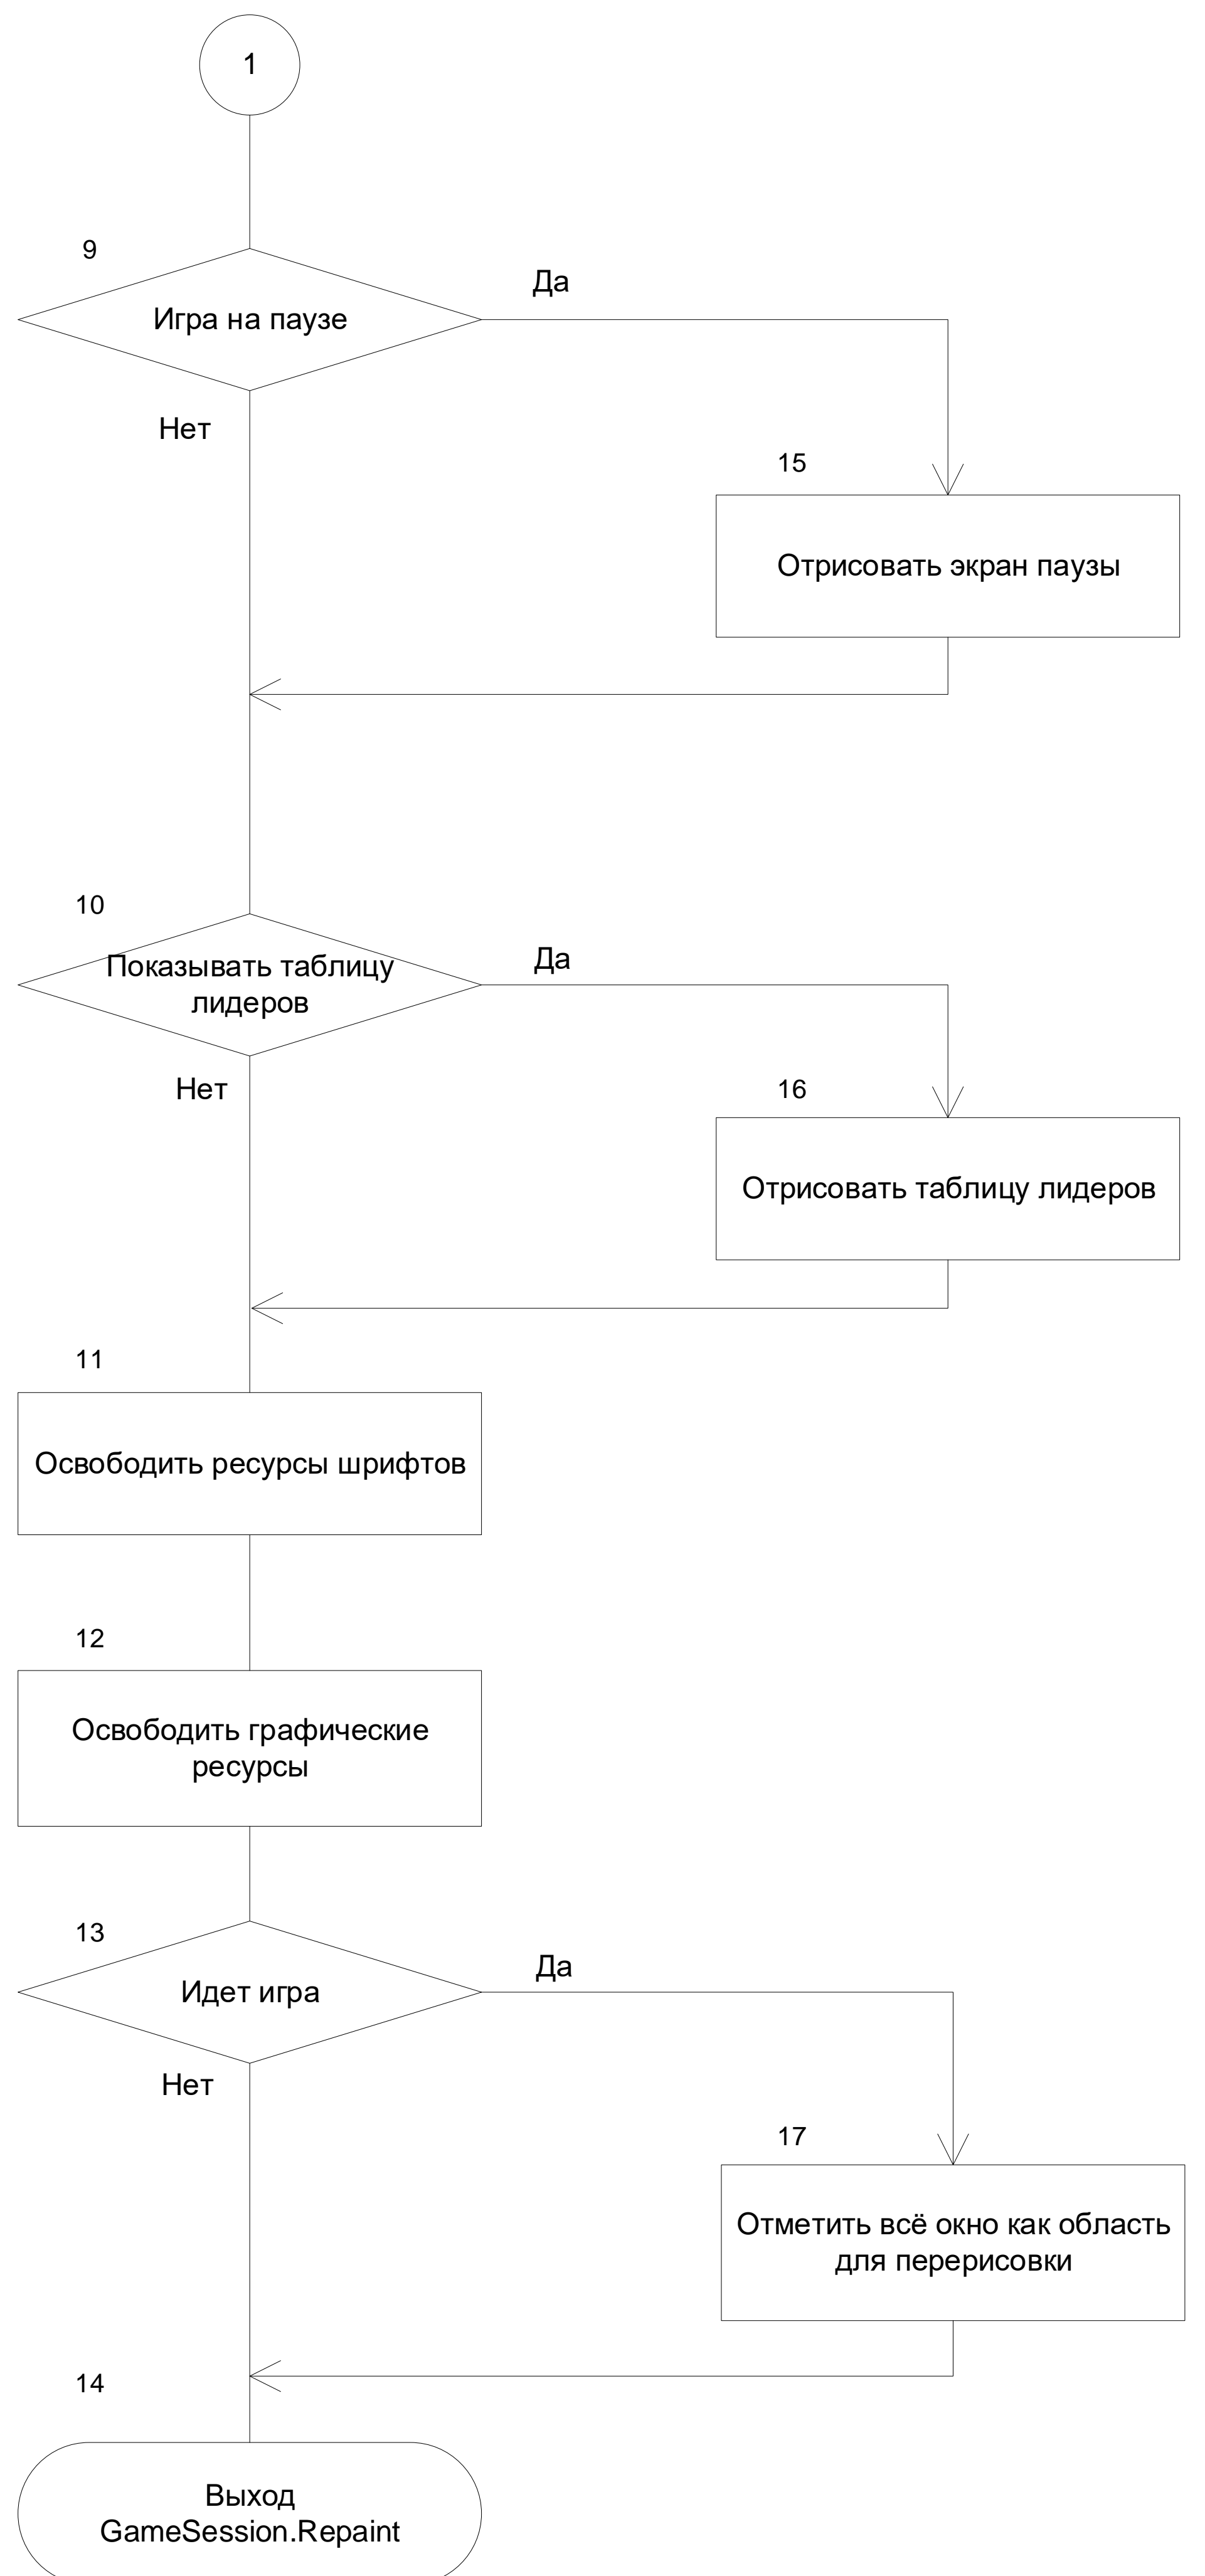 1
9
Игра на паузе
Да
Нет
15
Отрисовать экран паузы
10
Показывать таблицу
лидеров
Да
Нет
16
Отрисовать таблицу лидеров
11
Освободить ресурсы шрифтов
12
Освободить графические
ресурсы
13
Идет игра
Да
Нет
17
Отметить всё окно как область
для перерисовки
14
Выход
GameSession.Repaint